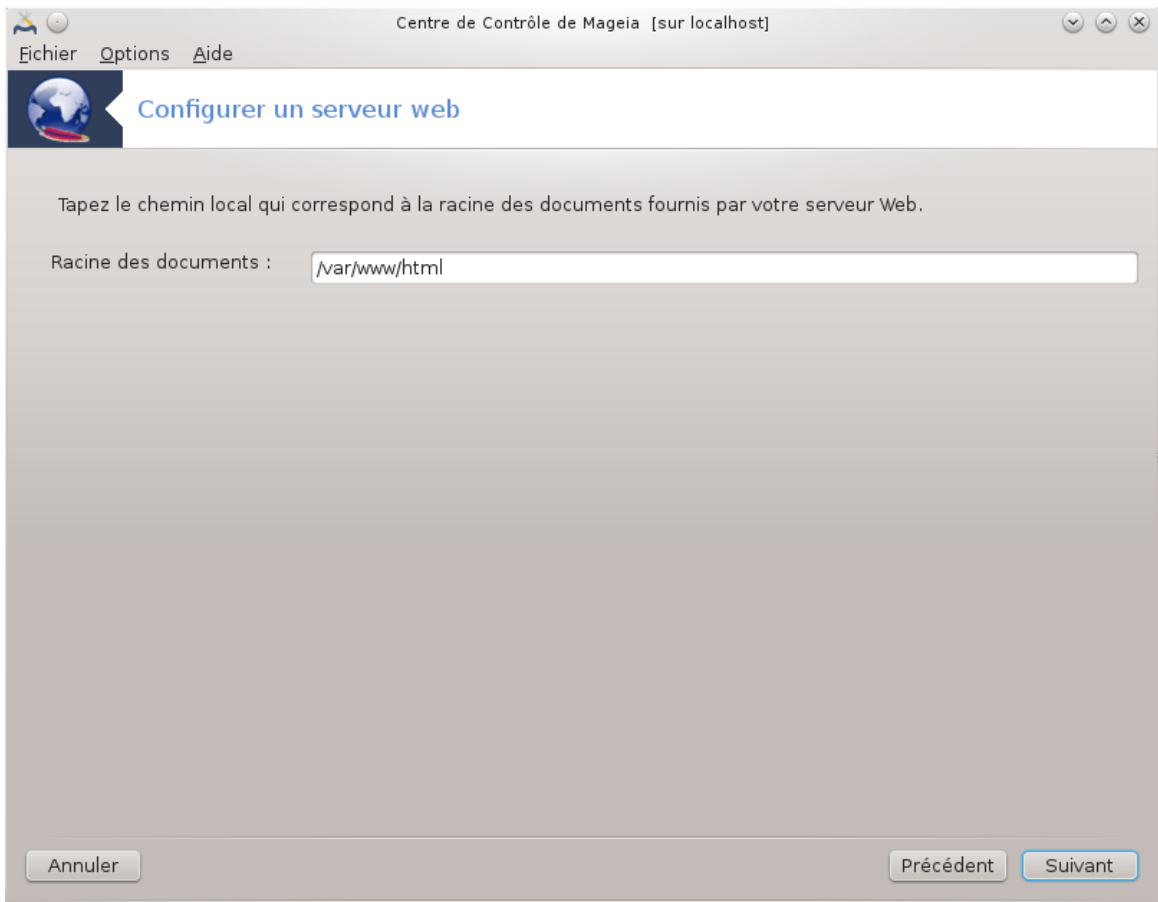 Centre de Contrôle de Mageia [sur localhost]
Fichier Options Aide
Configurer un serveur web
Tapez le chemin local qui correspond à la racine des documents fournis par votre serveur Web.
Racine des documents : /var/www/html
Annuler Précédent Suivant